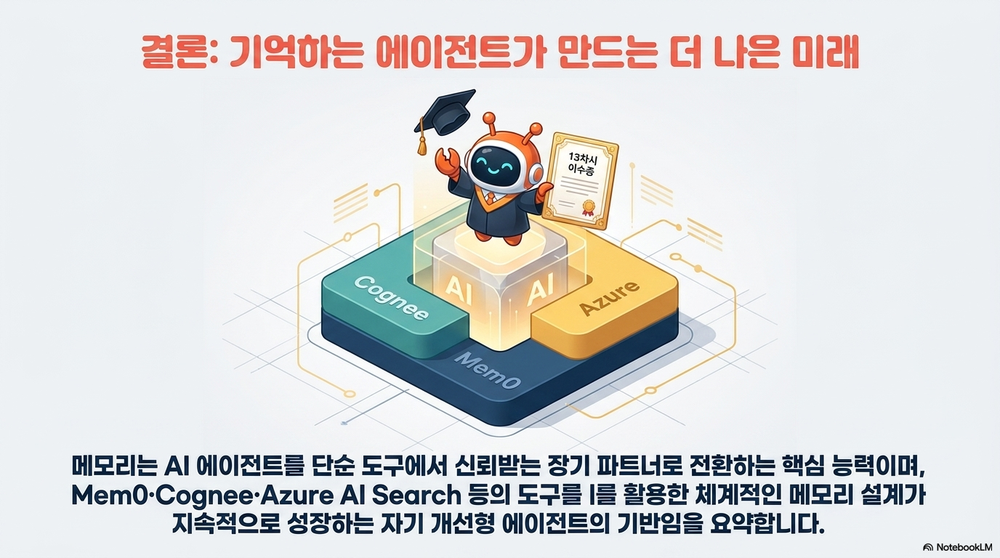 결론: 기억하는 에이전트가 만드는 더 나은 미래
13차시
이수증
Cognee
AI
AI
Azure
Mem0
메모리는 AI 에이전트를 단순 도구에서 신뢰받는 장기 파트너로 전환하는 핵심 능력이며,
Mem0·Cognee·Azure AI Search 등의 도구를 l를 활용한 체계적인 메모리 설계가
지속적으로 성장하는 자기 개선형 에이전트의 기반임을 요약합니다.
NotebookLM